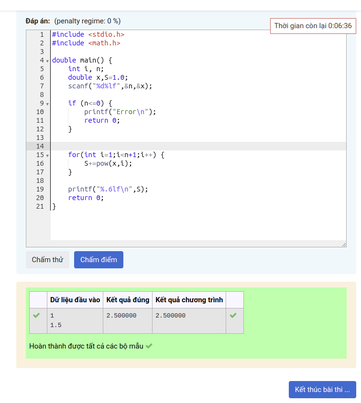 Đáp án: (penalty regime: 0 %)
Thời gian còn lại 0:06:36
1 #include <stdio.h>
2 #include <math.h>
3
4 double main() {
5 int i, n;
6 double x,S=1.0;
7 scanf("%d%lf",&n,&x);
8
9 if (n<=0) {
10 printf("Error\n");
11 return 0;
12 }
13
14
15 for(int i=1;i<n+1;i++) {
16 S+=pow(x,i);
17 }
18
19 printf("%.6lf\n",S);
20 return 0;
21 }
Chấm thử Chấm điểm
Dữ liệu đầu vào Kết quả đúng Kết quả chương trình
1 2.500000 2.500000
1.5
Hoàn thành được tất cả các bộ mẫu
Kết thúc bài thi ...